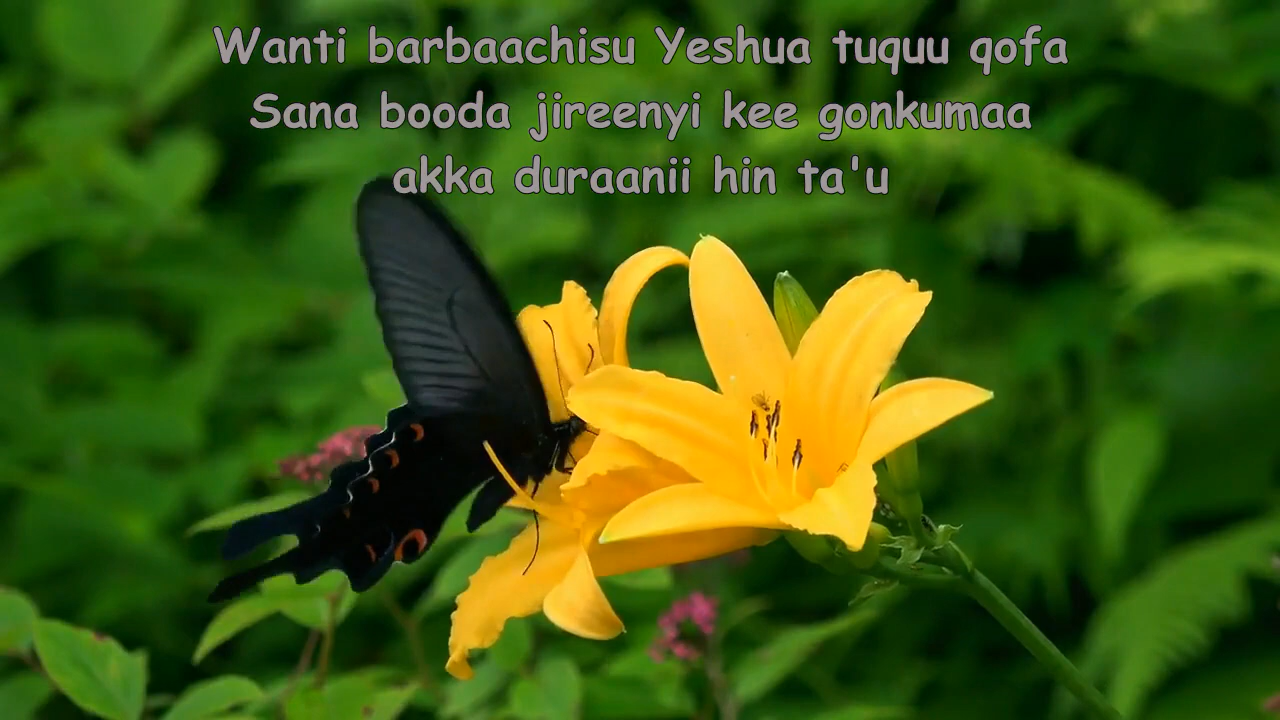 Wanti barbaachisu Yeshua tuquu qofa
Sana booda jireenyi kee gonkumaa
akka duraanii hin ta'u